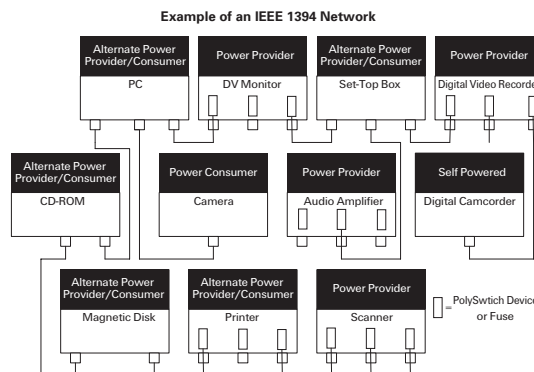 Example of an IEEE 1394 Network
Alternate Power
Provider/Consumer
PC
Power Provider
DV Monitor
Alternate Power
Provider/Consumer
Set-Top Box
Power Provider
Digital Video Recorde
Alternate Power
Provider/Consumer
CD-ROM
Power Consumer
Camera
Power Provider
Audio Amplifier
Self Powered
Digital Camcorder
Alternate Power
Provider/Consumer
Magnetic Disk
Alternate Power
Provider/Consumer
Printer
Power Provider
Scanner
= PolySwtich Device
or Fuse